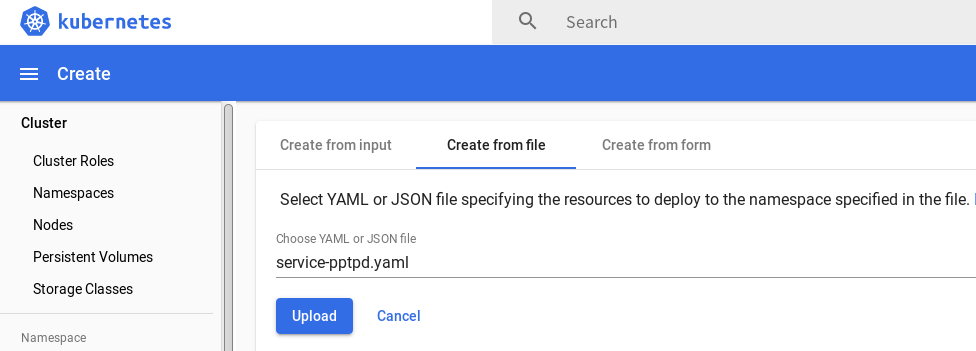 kubernetes
Search
Create
Cluster
Cluster Roles
Namespaces
Nodes
Persistent Volumes
Storage Classes
Namespace
Create from input
Create from file
Create from form
Select YAML or JSON file specifying the resources to deploy to the namespace specified in the file.
Choose YAML or JSON file
service-pptpd.yaml
Upload
Cancel